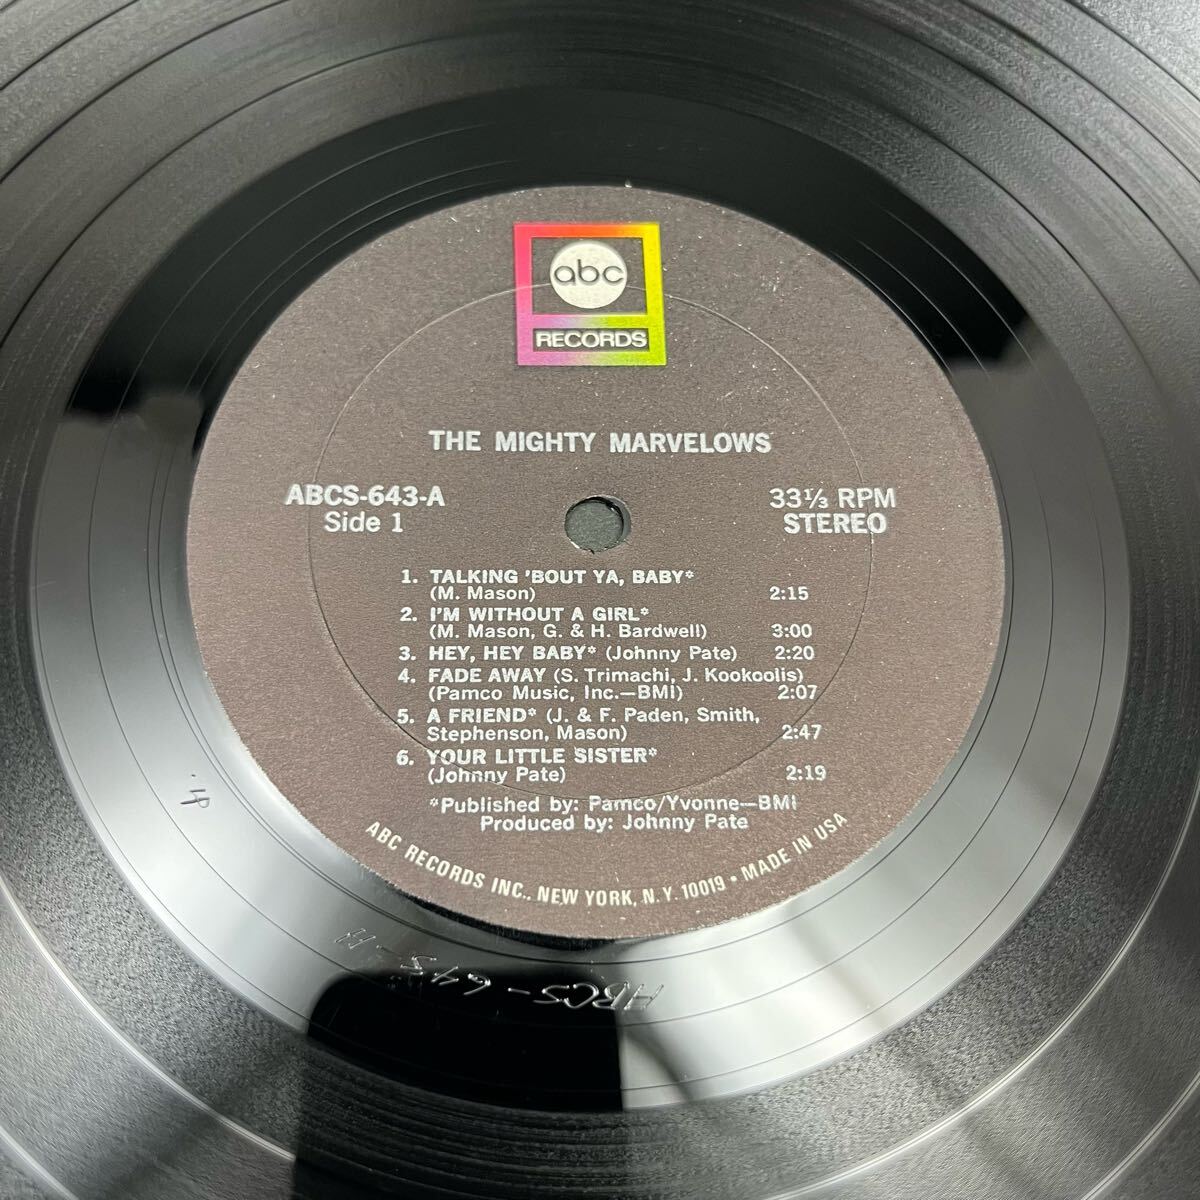 abc
RECORDS
THE MIGHTY MARVELOWS
ABCS-643-A
Side 1
33⅓ RPM
STEREO
1. TALKING 'BOUT YA, BABY*
(M. Mason) 2:15
2. I'M WITHOUT A GIRL*
(M. Mason, G. & H. Bardwell) 3:00
3. HEY, HEY BABY* (Johnny Pate) 2:20
4. FADE AWAY (S. Trimachi, J. Kookoolis)
(Pamco Music, Inc.—BMI) 2:07
5. A FRIEND* (J. & F. Paden, Smith,
Stephenson, Mason) 2:47
6. YOUR LITTLE SISTER*
(Johnny Pate) 2:19
*Published by: Pamco/Yvonne—BMI
Produced by: Johnny Pate
ABC RECORDS INC., NEW YORK, N.Y. 10019 • MADE IN USA
ABCS-643-A